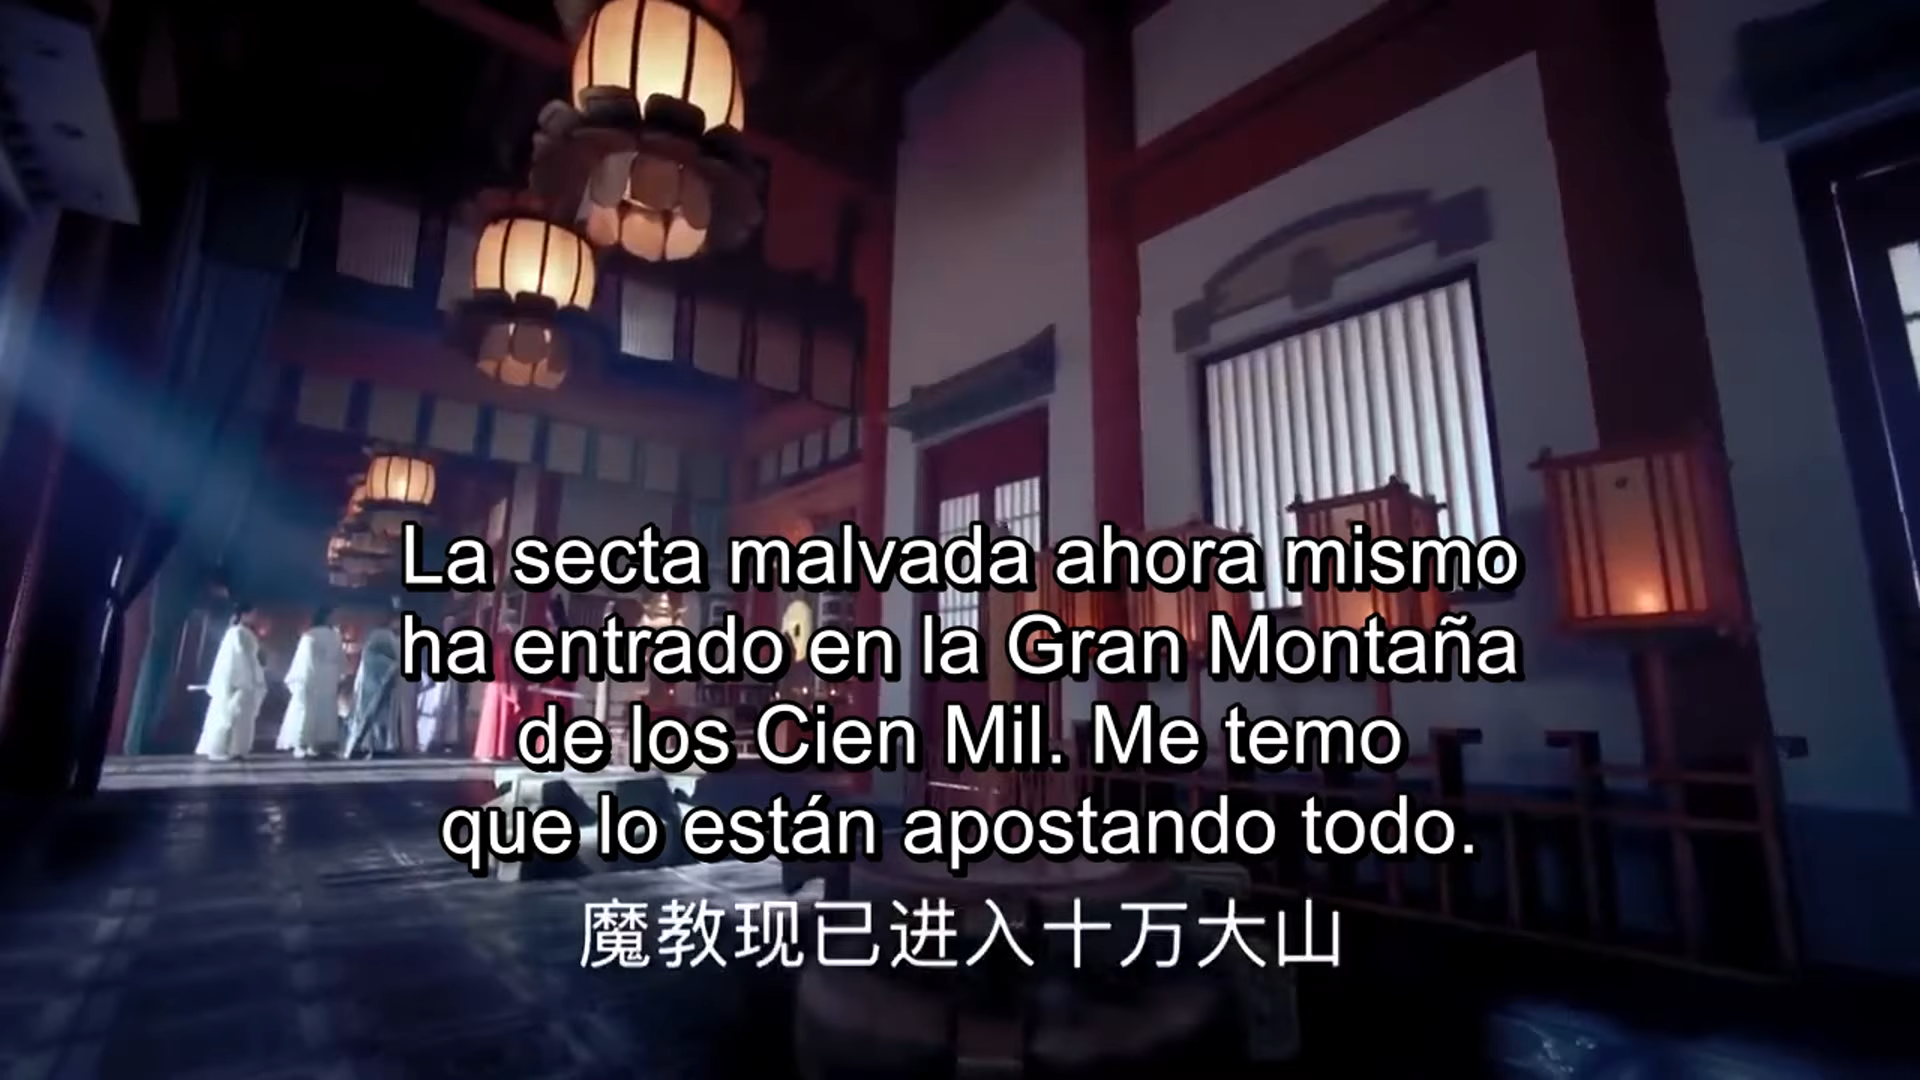 La secta malvada ahora mismo
ha entrado en la Gran Montaña
de los Cien Mil. Me temo
que lo están apostando todo.
魔教现已进入十万大山